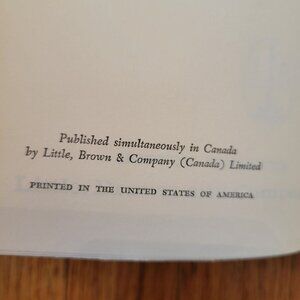 Published simultaneously in Canada
by Little, Brown & Company (Canada) Limited
PRINTED IN THE UNITED STATES OF AMERICA